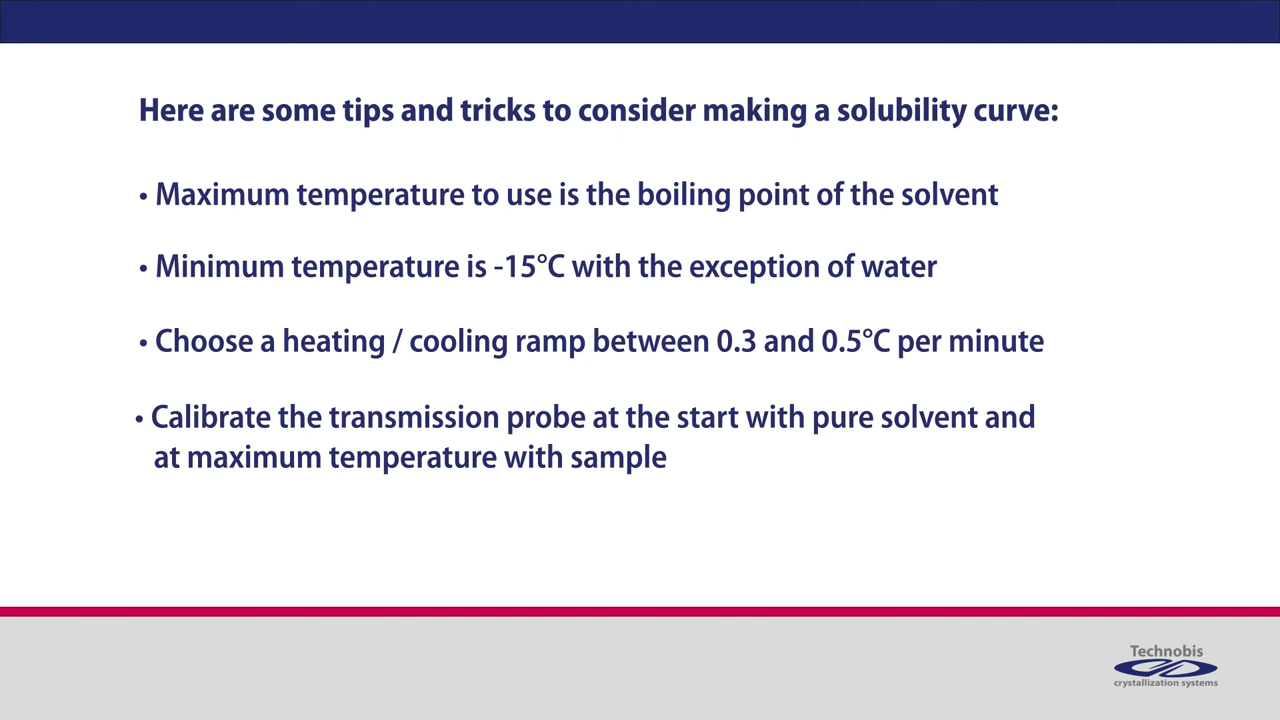 Here are some tips and tricks to consider making a solubility curve:
• Maximum temperature to use is the boiling point of the solvent
• Minimum temperature is -15°C with the exception of water
• Choose a heating / cooling ramp between 0.3 and 0.5°C per minute
• Calibrate the transmission probe at the start with pure solvent and
at maximum temperature with sample
Technobis
crystallization systems